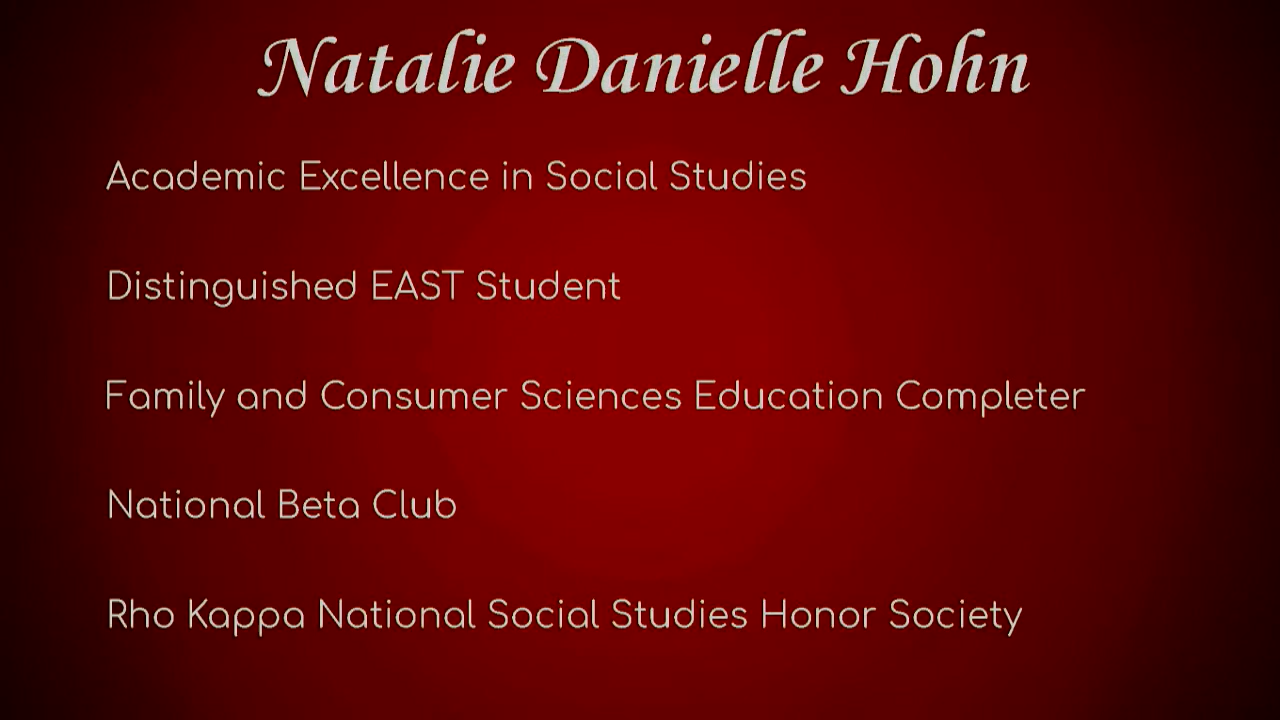 Natalie Danielle Hohn
Academic Excellence in Social Studies
Distinguished EAST Student
Family and Consumer Sciences Education Completer
National Beta Club
Rho Kappa National Social Studies Honor Society